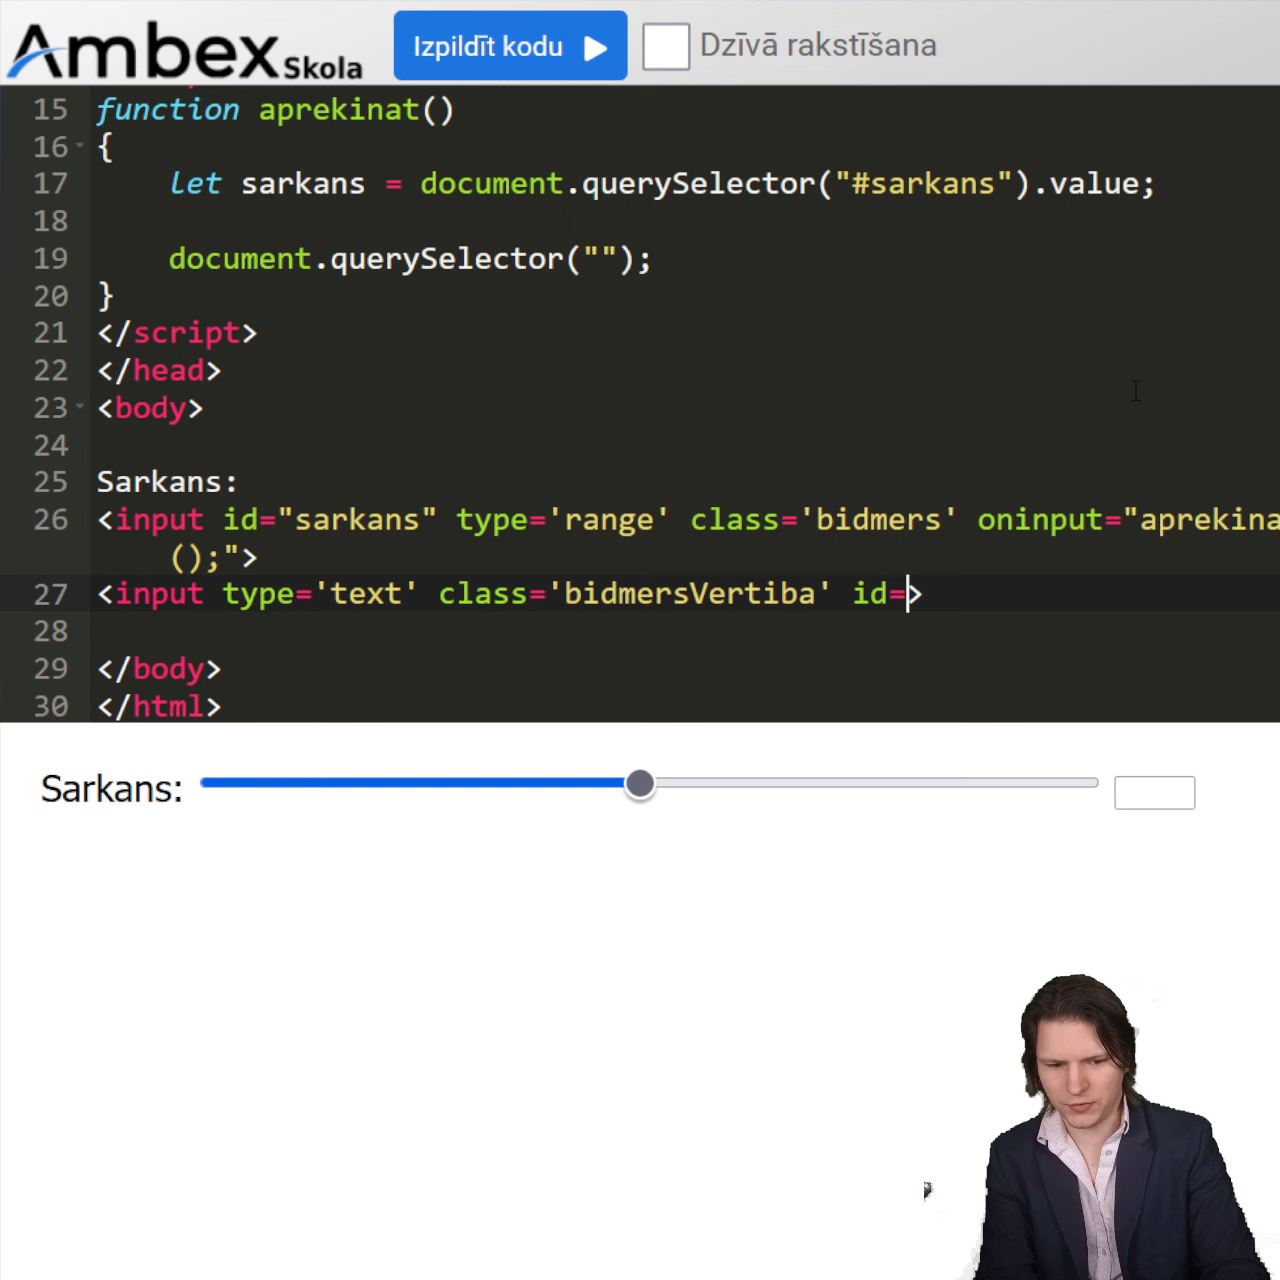 Ambex Skola
Izpildīt kodu
Dzīvā rakstīšana
15 function aprekinat()
16 {
17 let sarkans = document.querySelector("#sarkans").value;
18
19 document.querySelector("");
20 }
21 </script>
22 </head>
23 <body>
24
25 Sarkans:
26 <input id="sarkans" type='range' class='bidmers' oninput="aprekina
();">
27 <input type='text' class='bidmersVertiba' id=>
28
29 </body>
30 </html>
Sarkans: